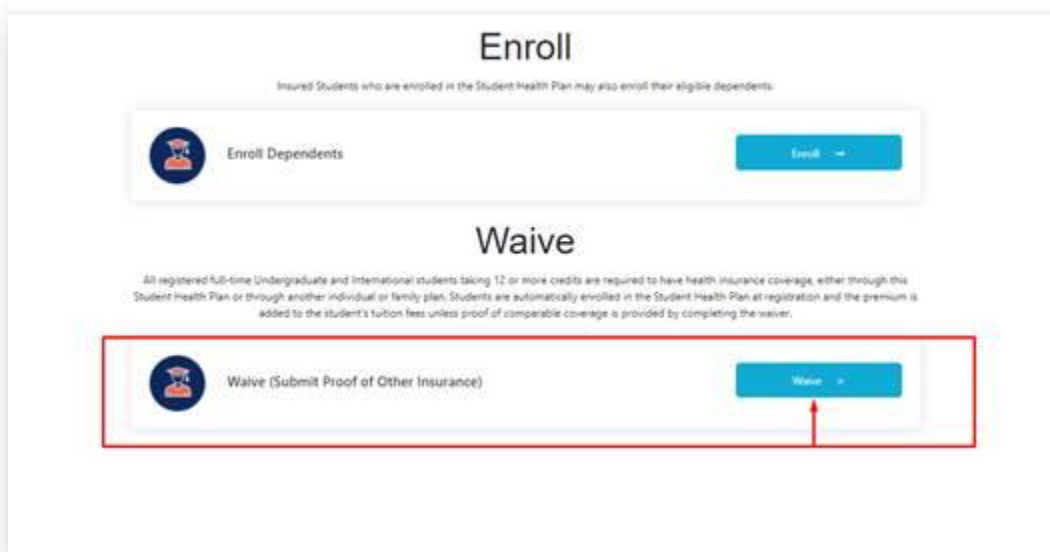 Enroll
Insured Students who are enrolled in the Student Health Plan may also enroll their eligible dependents.
Enroll Dependents
Enroll →
Waive
All registered full-time Undergraduate and International students taking 12 or more credits are required to have health insurance coverage, either through this
Student Health Plan or through another individual or family plan. Students are automatically enrolled in the Student Health Plan at registration and the premium is
added to the student's tuition fees unless proof of comparable coverage is provided by completing the waiver.
Waive (Submit Proof of Other Insurance)
Waive